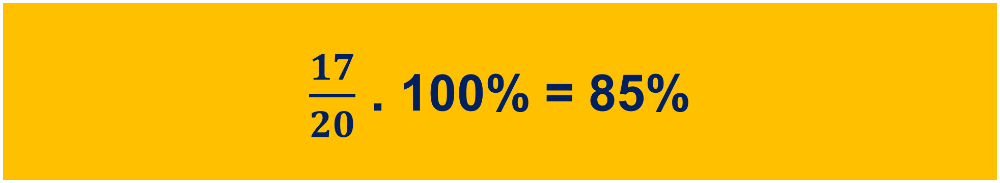 17/20 . 100% = 85%